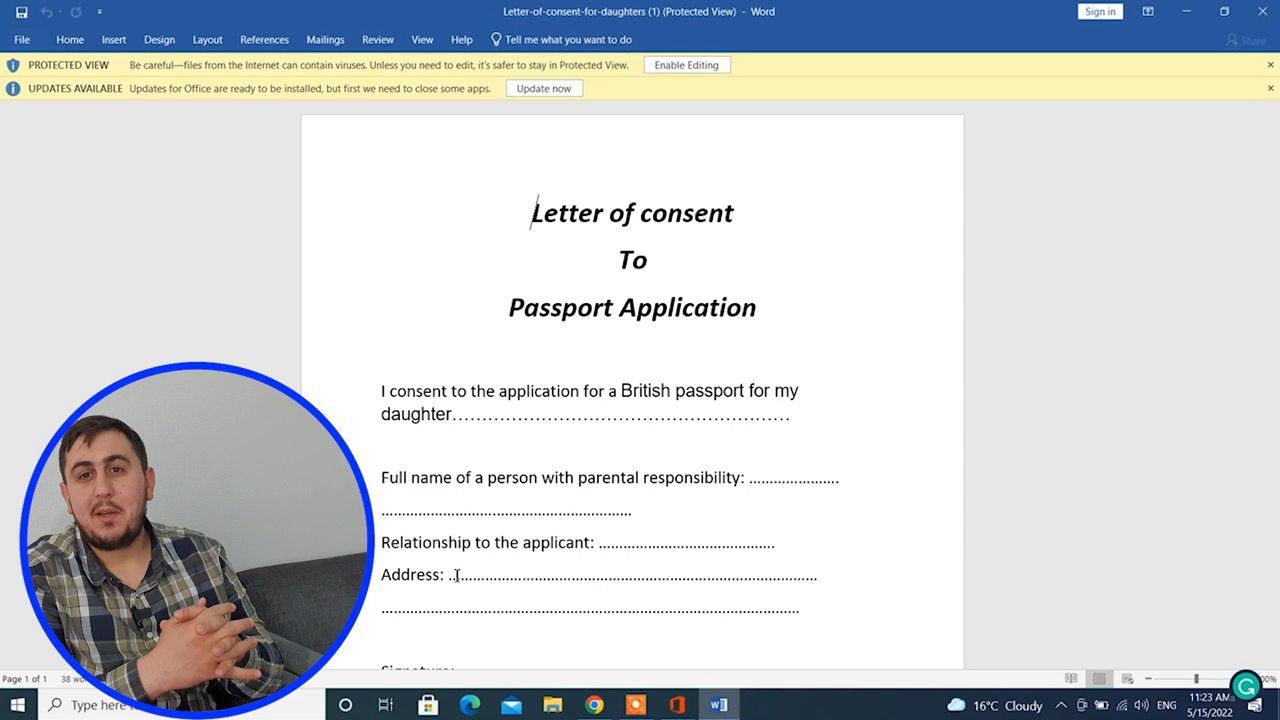 Letter-of-consent-for-daughters (1) (Protected View) - Word
Sign in
File Home Insert Design Layout References Mailings Review View Help Tell me what you want to do Share
PROTECTED VIEW Be careful—files from the Internet can contain viruses. Unless you need to edit, it's safer to stay in Protected View. Enable Editing
UPDATES AVAILABLE Updates for Office are ready to be installed, but first we need to close some apps. Update now
Letter of consent
To
Passport Application
I consent to the application for a British passport for my
daughter……………………………………………………
Full name of a person with parental responsibility: ………………….
…………………………………………………….
Relationship to the applicant: …………………………………….
Address: ………………………………………………………………………………
…………………………………………………………………………………………
Signature:
Page 1 of 1 38
Type here
16°C Cloudy
ENG
11:23 AM
5/15/2022